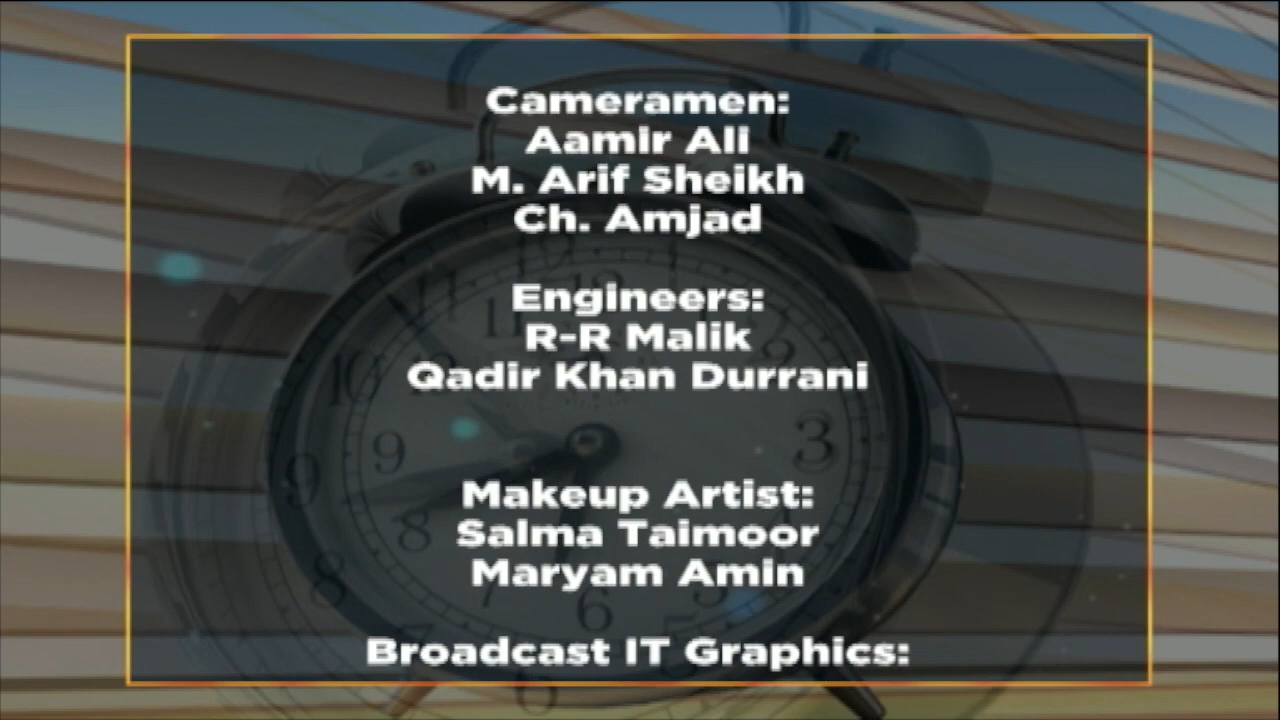 Cameramen:
Aamir Ali
M. Arif Sheikh
Ch. Amjad
Engineers:
R-R Malik
Qadir Khan Durrani
Makeup Artist:
Salma Taimoor
Maryam Amin
Broadcast IT Graphics: